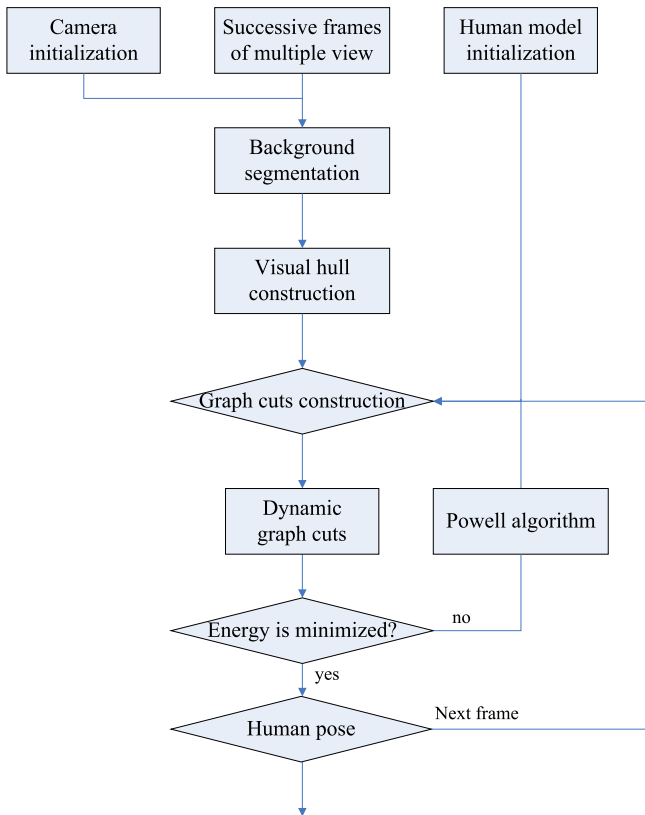 Camera
initialization
Successive frames
of multiple view
Human model
initialization
Background
segmentation
Visual hull
construction
Graph cuts construction
Dynamic
graph cuts
Powell algorithm
Energy is minimized?
no
yes
Human pose
Next frame